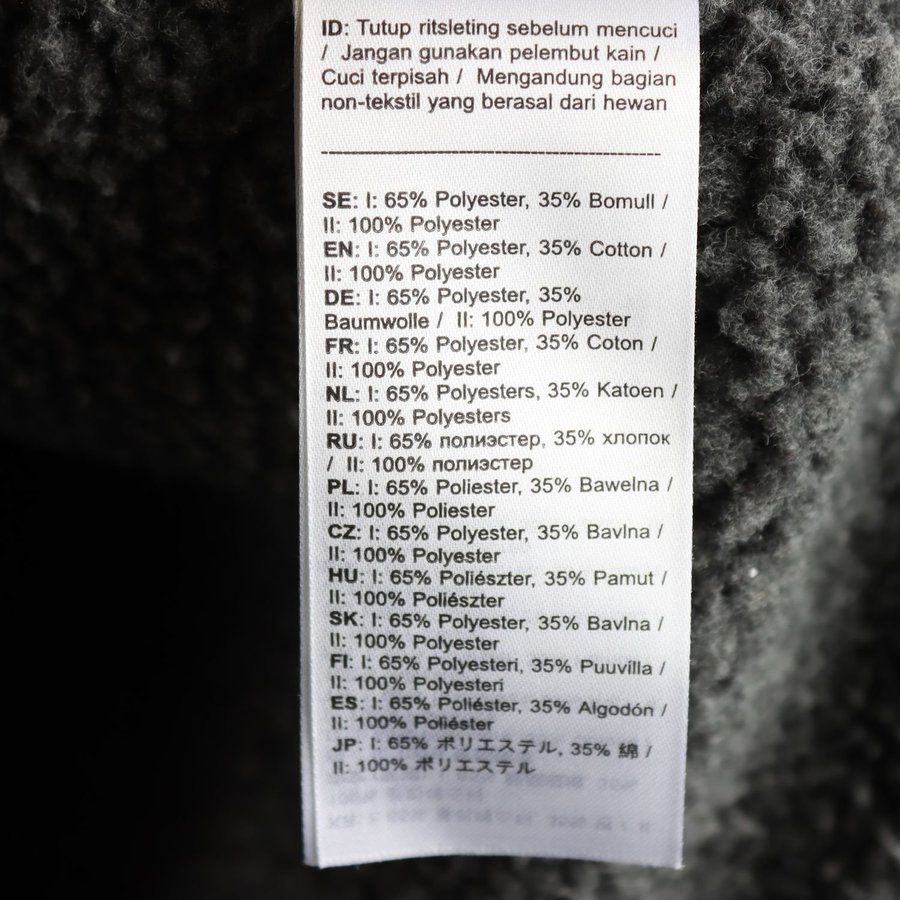 ID: Tutup ritsleting sebelum mencuci
/ Jangan gunakan pelembut kain /
Cuci terpisah / Mengandung bagian
non-tekstil yang berasal dari hewan
SE: I: 65% Polyester, 35% Bomull /
II: 100% Polyester
EN: I: 65% Polyester, 35% Cotton /
II: 100% Polyester
DE: I: 65% Polyester, 35%
Baumwolle / II: 100% Polyester
FR: I: 65% Polyester, 35% Coton /
II: 100% Polyester
NL: I: 65% Polyesters, 35% Katoen /
II: 100% Polyesters
RU: I: 65% полиэстер, 35% хлопок
/ II: 100% полиэстер
PL: I: 65% Poliester, 35% Bawelna /
II: 100% Poliester
CZ: I: 65% Polyester, 35% Bavlna /
II: 100% Polyester
HU: I: 65% Poliészter, 35% Pamut /
II: 100% Poliészter
SK: I: 65% Polyester, 35% Bavlna /
II: 100% Polyester
FI: I: 65% Polyesteri, 35% Puuvilla /
II: 100% Polyesteri
ES: I: 65% Poliéster, 35% Algodón /
II: 100% Poliéster
JP: I: 65% ポリエステル, 35% 綿 /
II: 100% ポリエステル